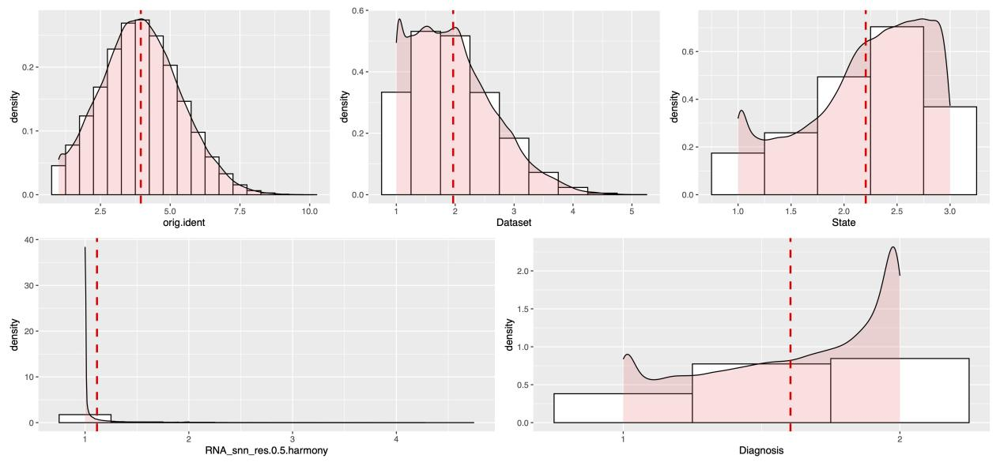 density
0.2
0.1
0.0
2.5 5.0 7.5 10.0
orig.ident
density
0.6
0.4
0.2
0.0
1 2 3 4 5
Dataset
density
0.6
0.4
0.2
0.0
1.0 1.5 2.0 2.5 3.0
State
density
40
30
20
10
0
1 2 3 4
RNA_snn_res.0.5.harmony
density
2.0
1.5
1.0
0.5
0.0
1 2
Diagnosis